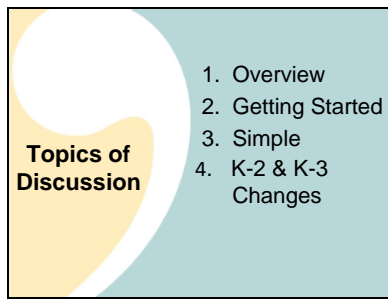 Topics of
Discussion
1. Overview
2. Getting Started
3. Simple
4. K-2 & K-3
Changes